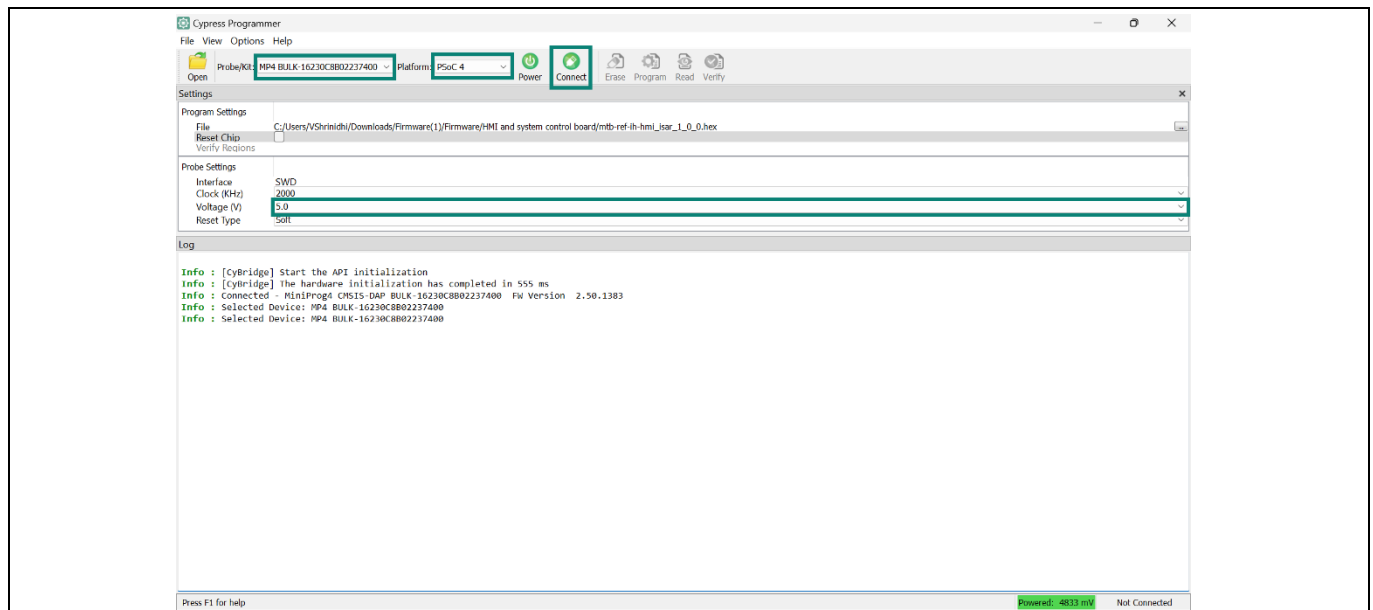 Cypress Programmer
File View Options Help
Open Probe/Kit: MP4 BULK-16230C8B02237400 Platform: PSoC 4 Power Connect Erase Program Read Verify
Settings
Program Settings
File C:/Users/VShrinidhi/Downloads/Firmware(1)/Firmware/HMI and system control board/mtb-ref-ih-hmi_isar_1_0_0.hex ...
Reset Chip
Verify Regions
Probe Settings
Interface SWD
Clock (KHz) 2000
Voltage (V) 5.0
Reset Type Soft
Log
Info : [CyBridge] Start the API initialization
Info : [CyBridge] The hardware initialization has completed in 555 ms
Info : Connected - MiniProg4 CMSIS-DAP BULK-16230C8B02237400 FW Version 2.50.1383
Info : Selected Device: MP4 BULK-16230C8B02237400
Info : Selected Device: MP4 BULK-16230C8B02237400
Press F1 for help Powered: 4833 mV Not Connected